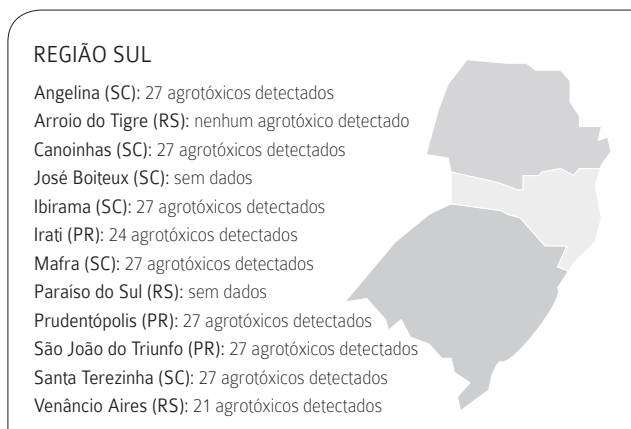 REGIÃO SUL
Angelina (SC): 27 agrotóxicos detectados
Arroio do Tigre (RS): nenhum agrotóxico detectado
Canoinhas (SC): 27 agrotóxicos detectados
José Boiteux (SC): sem dados
Ibirama (SC): 27 agrotóxicos detectados
Irati (PR): 24 agrotóxicos detectados
Mafra (SC): 27 agrotóxicos detectados
Paraíso do Sul (RS): sem dados
Prudentópolis (PR): 27 agrotóxicos detectados
São João do Triunfo (PR): 27 agrotóxicos detectados
Santa Terezinha (SC): 27 agrotóxicos detectados
Venâncio Aires (RS): 21 agrotóxicos detectados